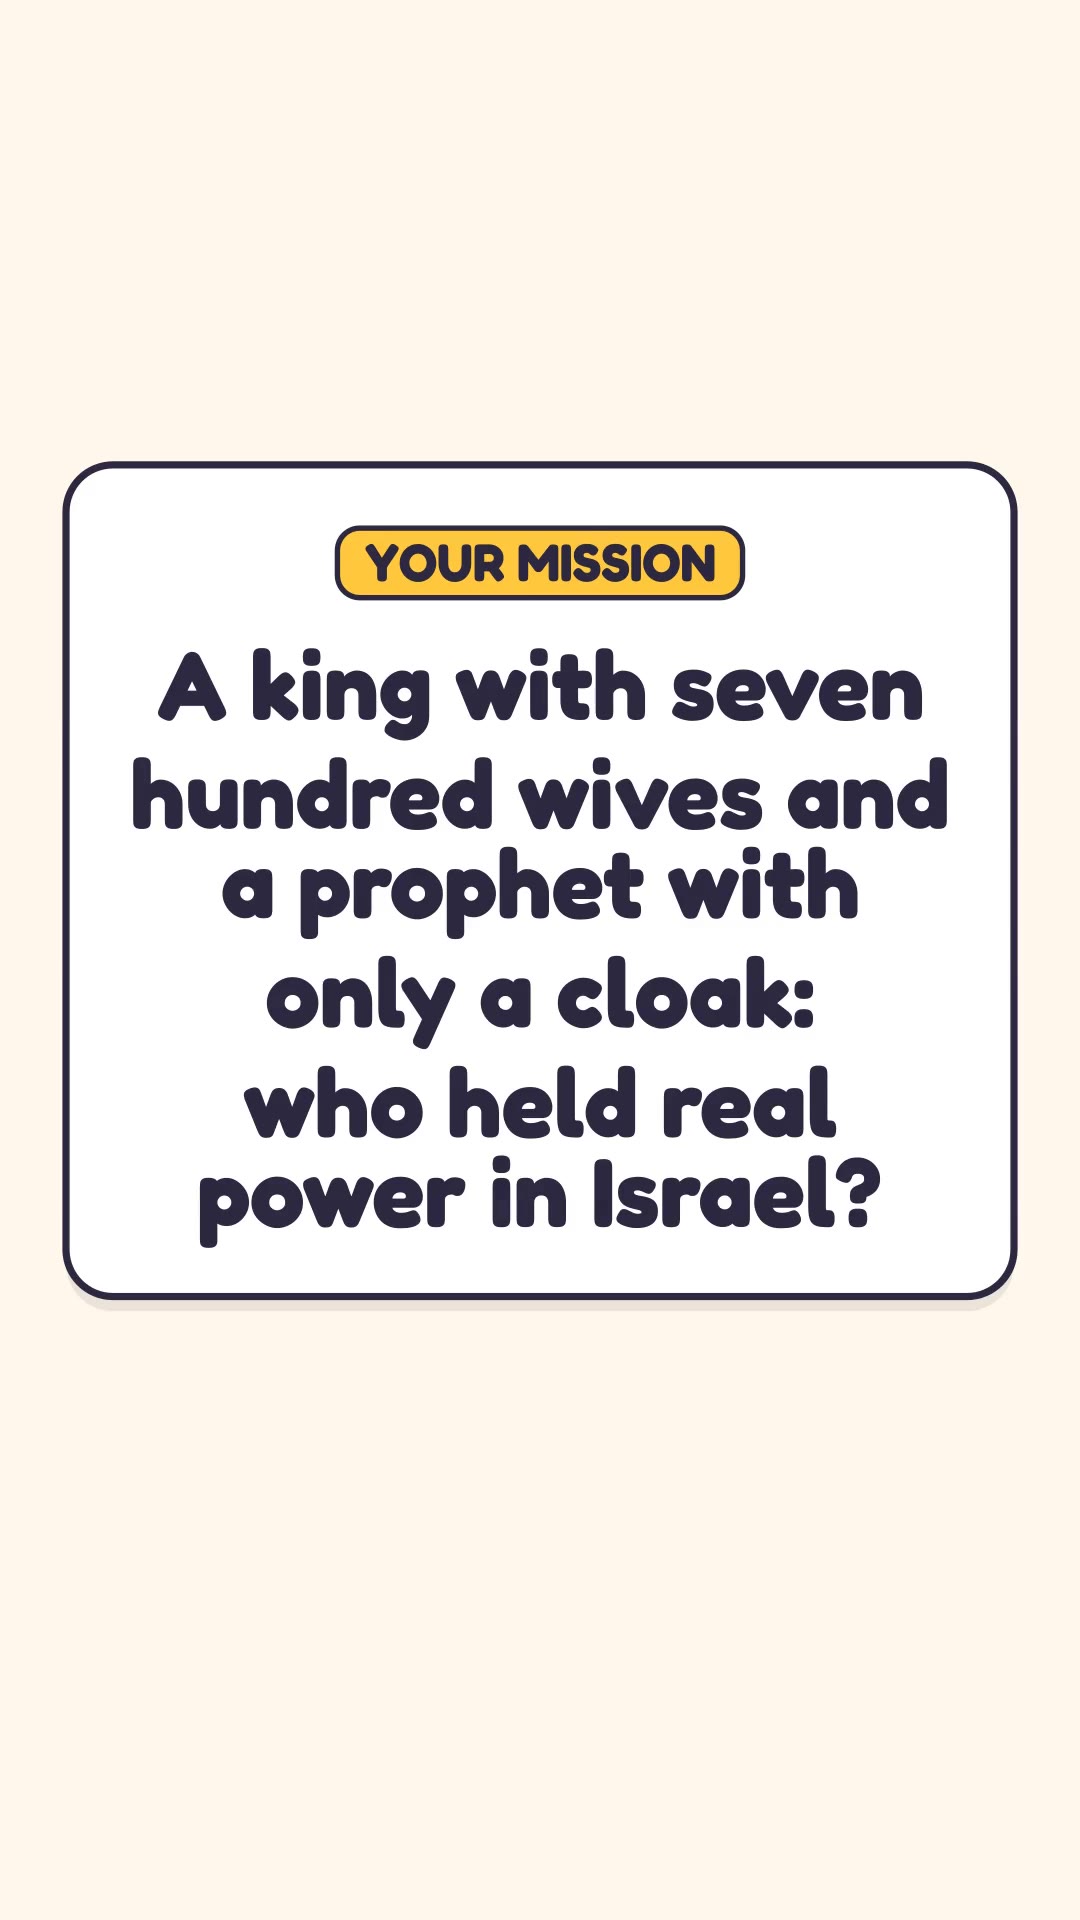 YOUR MISSION
A king with seven
hundred wives and
a prophet with
only a cloak:
who held real
power in Israel?